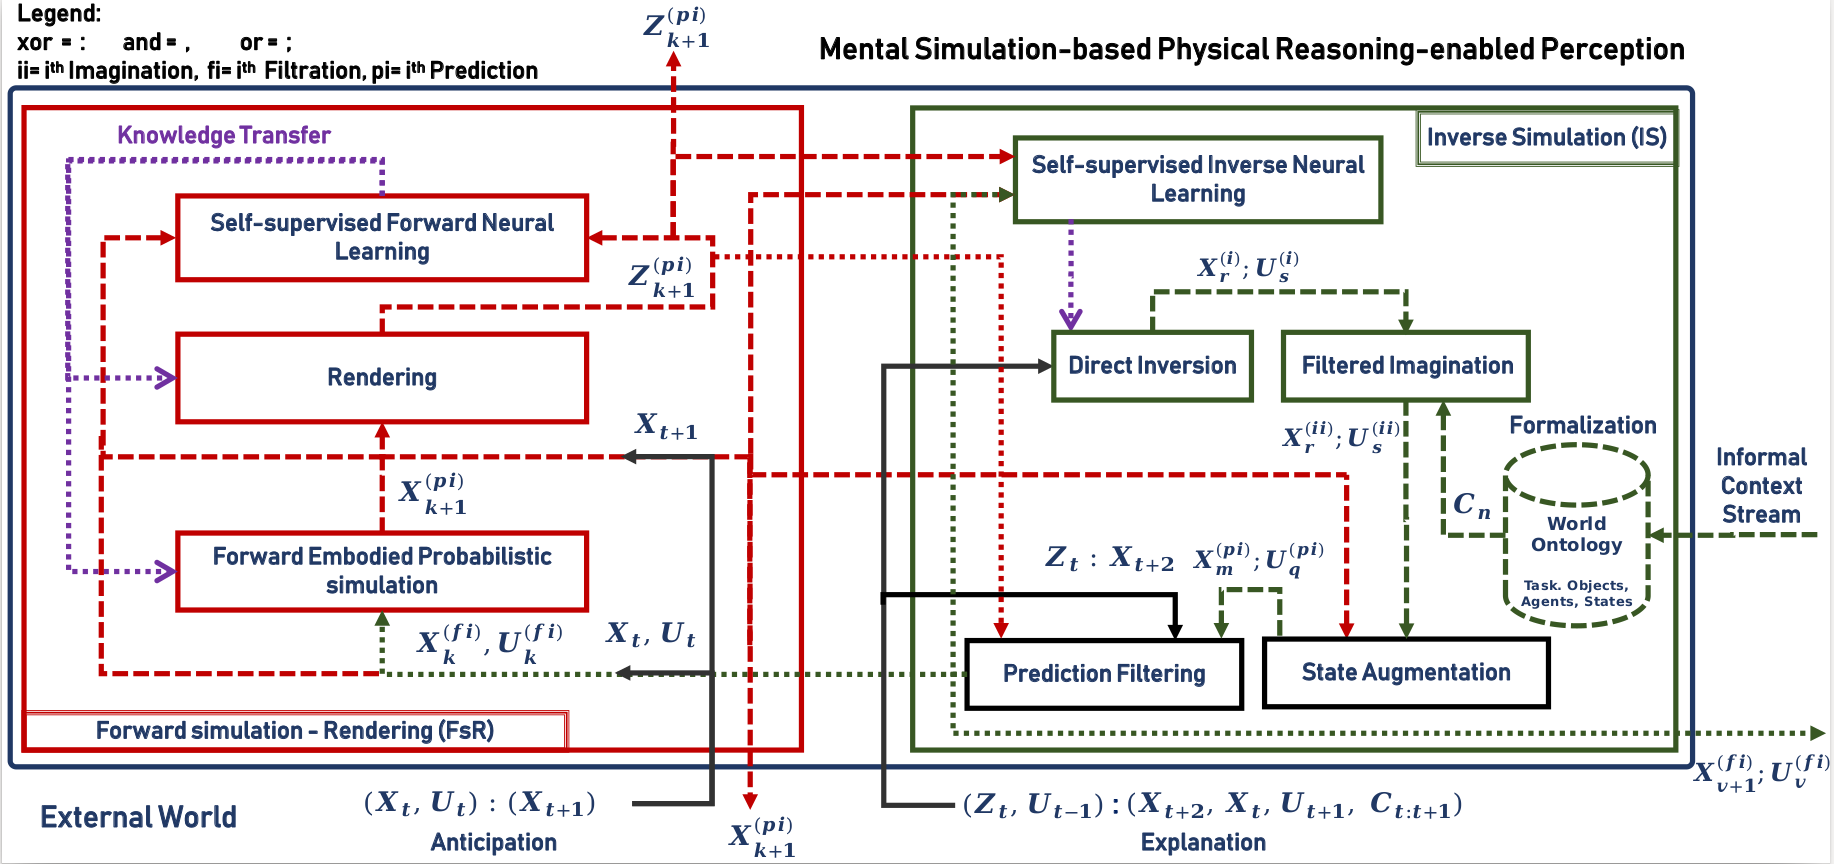 Legend:
xor = :   and = ,   or = ;
ii= iᵗʰ Imagination, fi= iᵗʰ Filtration, pi= iᵗʰ Prediction
Z_{k+1}^{(pi)}
Mental Simulation-based Physical Reasoning-enabled Perception
Knowledge Transfer
Self-supervised Forward Neural
Learning
Z_{k+1}^{(pi)}
Rendering
X_{t+1}
X_{k+1}^{(pi)}
Forward Embodied Probabilistic
simulation
X_k^{(fi)}, U_k^{(fi)}
X_t, U_t
Forward simulation - Rendering (FsR)
Inverse Simulation (IS)
Self-supervised Inverse Neural
Learning
X_r^{(i)}; U_s^{(i)}
Direct Inversion
Filtered Imagination
X_r^{(ii)}; U_s^{(ii)}
Formalization
C_n
World
Ontology
Task. Objects,
Agents, States
Informal
Context
Stream
Z_t : X_{t+2}
X_m^{(pi)}; U_q^{(pi)}
Prediction Filtering
State Augmentation
X_{v+1}^{(fi)}; U_v^{(fi)}
External World
(X_t, U_t) : (X_{t+1})
Anticipation
X_{k+1}^{(pi)}
(Z_t, U_{t−1}) : (X_{t+2}, X_t, U_{t+1}, C_{t:t+1})
Explanation